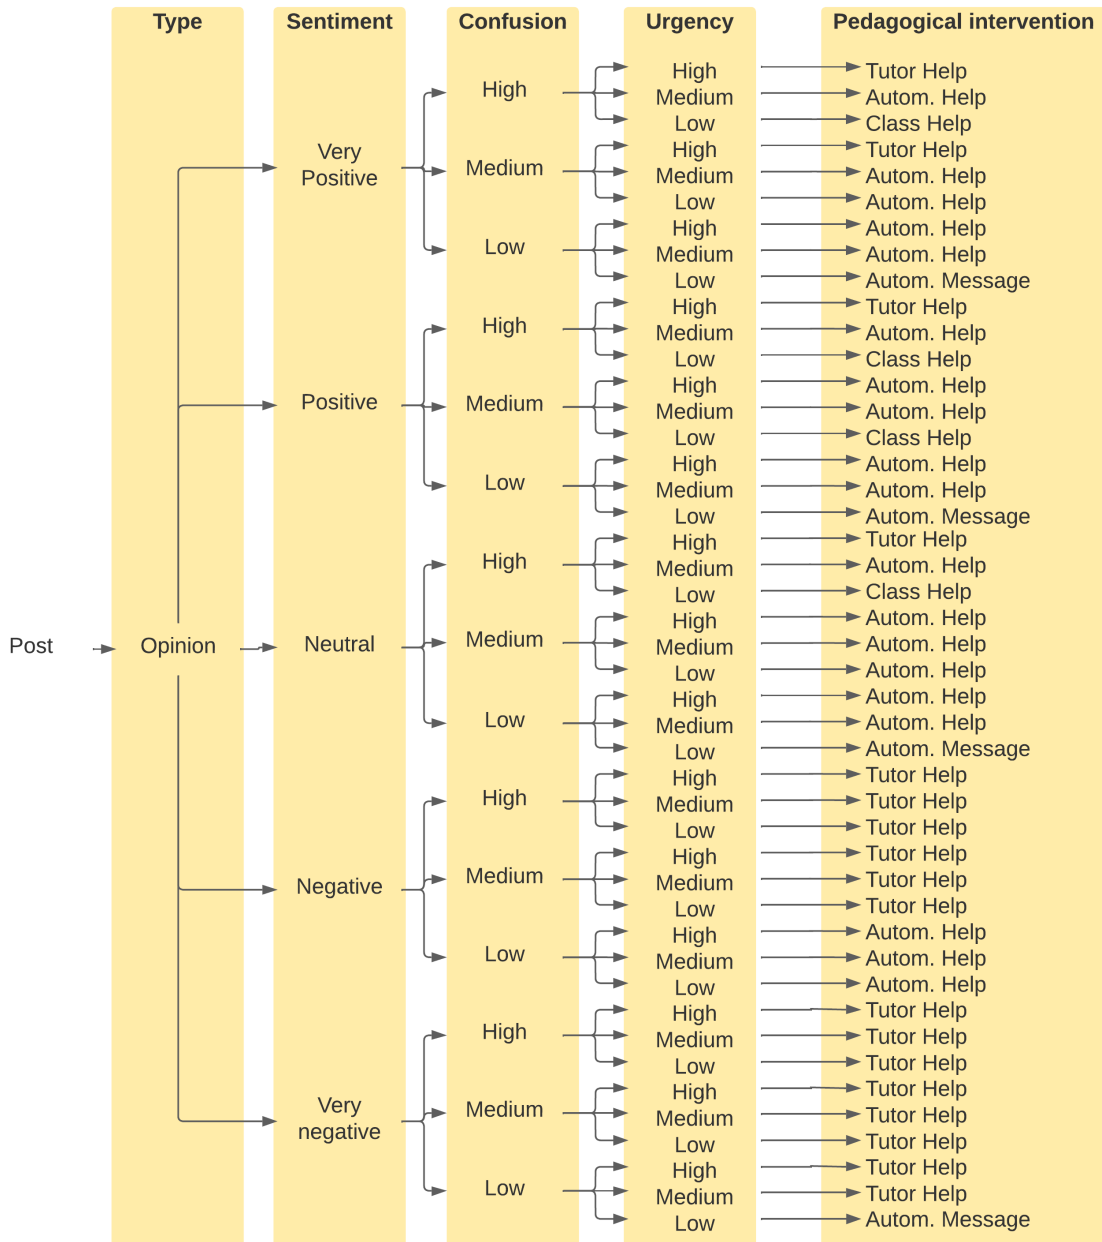 Type Sentiment Confusion Urgency Pedagogical intervention
High Tutor Help
High Medium Autom. Help
Low Class Help
Very
Positive
Medium
High Tutor Help
Medium Autom. Help
Low Autom. Help
Low
High Autom. Help
Medium Autom. Help
Low Autom. Message
Positive
High
High Tutor Help
Medium Autom. Help
Low Class Help
Medium
High Autom. Help
Medium Autom. Help
Low Class Help
Low
High Autom. Help
Medium Autom. Help
Low Autom. Message
Post Opinion Neutral
High
High Tutor Help
Medium Autom. Help
Low Class Help
Medium
High Autom. Help
Medium Autom. Help
Low Autom. Help
Low
High Autom. Help
Medium Autom. Help
Low Autom. Message
Negative
High
High Tutor Help
Medium Tutor Help
Low Tutor Help
Medium
High Tutor Help
Medium Tutor Help
Low Tutor Help
Low
High Autom. Help
Medium Autom. Help
Low Autom. Help
Very
negative
High
High Tutor Help
Medium Tutor Help
Low Tutor Help
Medium
High Tutor Help
Medium Tutor Help
Low Tutor Help
Low
High Tutor Help
Medium Tutor Help
Low Autom. Message